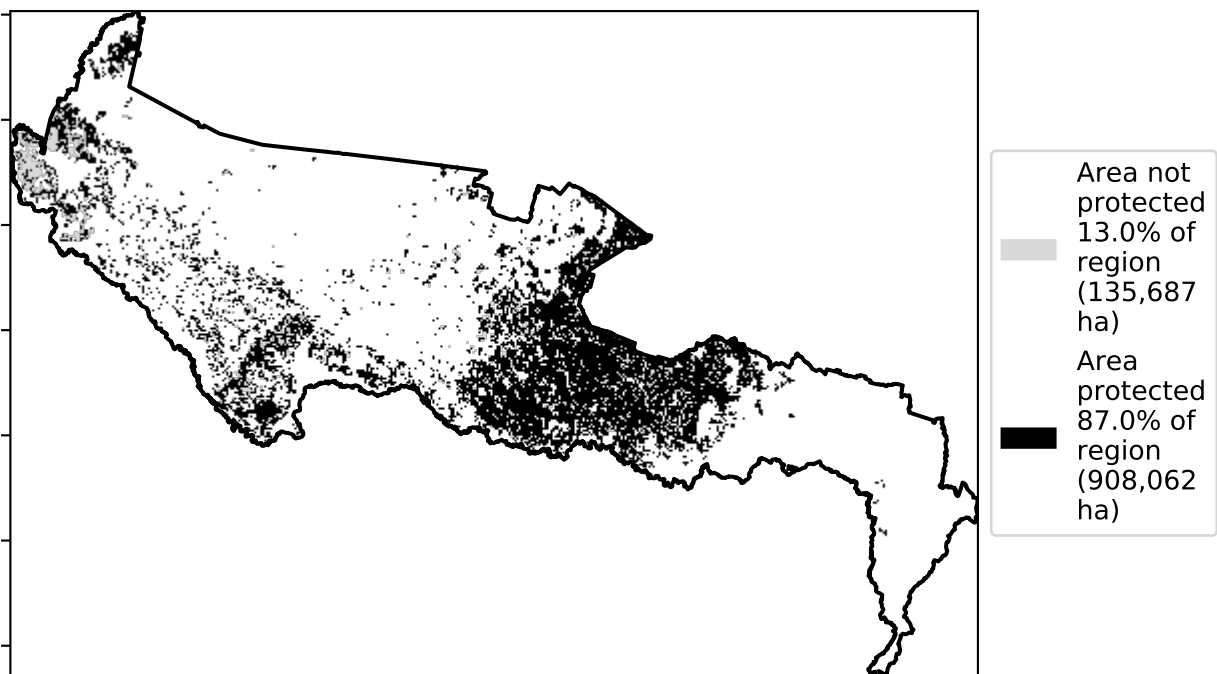 Area not
protected
13.0% of
region
(135,687
ha)
Area
protected
87.0% of
region
(908,062
ha)